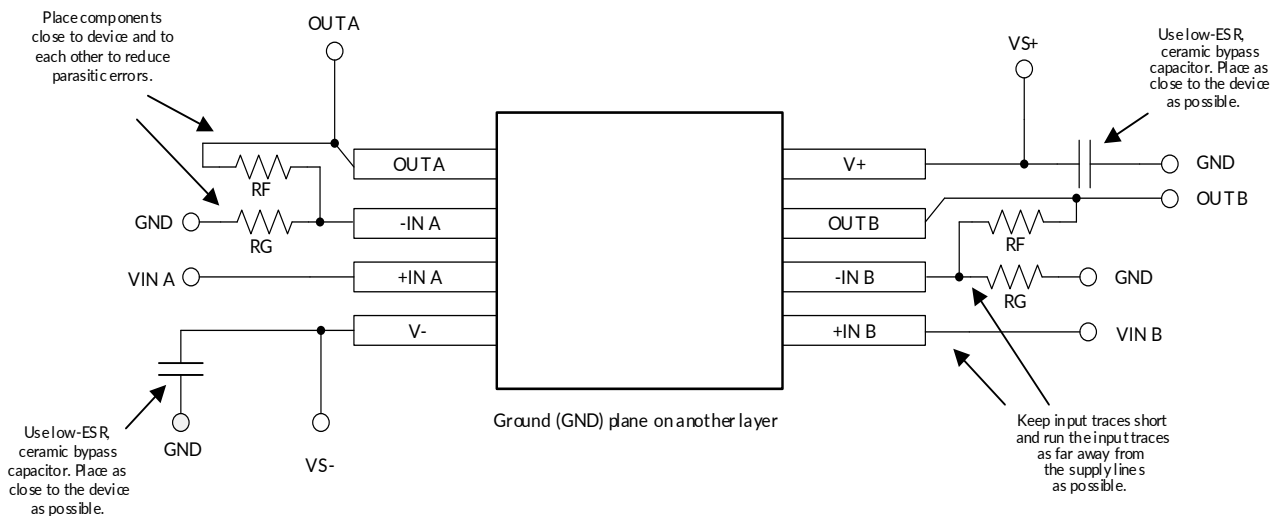 Place components
close to device and to
each other to reduce
parasitic errors.
OUT A
VS+
Use low-ESR,
ceramic bypass
capacitor. Place as
close to the device
as possible.
OUT A
RF
GND
RG
-IN A
VIN A
+IN A
V-
V+
GND
OUT B
OUT B
RF
-IN B
GND
RG
+IN B
VIN B
Ground (GND) plane on another layer
Use low-ESR,
ceramic bypass
capacitor. Place as
close to the device
as possible.
GND
VS-
Keep input traces short
and run the input traces
as far away from
the supply lines
as possible.